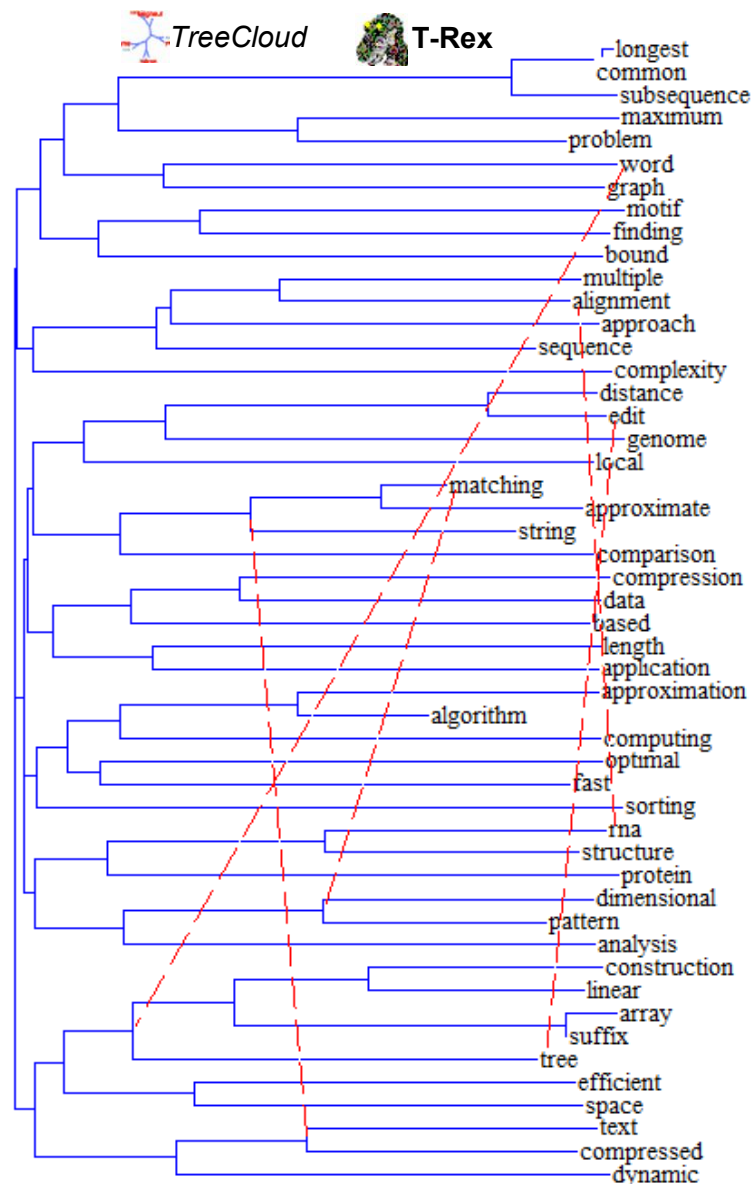 TreeCloud T-Rex
longest
common
subsequence
maximum
problem
word
graph
motif
finding
bound
multiple
alignment
approach
sequence
complexity
distance
edit
genome
local
matching
approximate
string
comparison
compression
data
based
length
application
approximation
algorithm
computing
optimal
fast
sorting
rna
structure
protein
dimensional
pattern
analysis
construction
linear
array
suffix
tree
efficient
space
text
compressed
dynamic